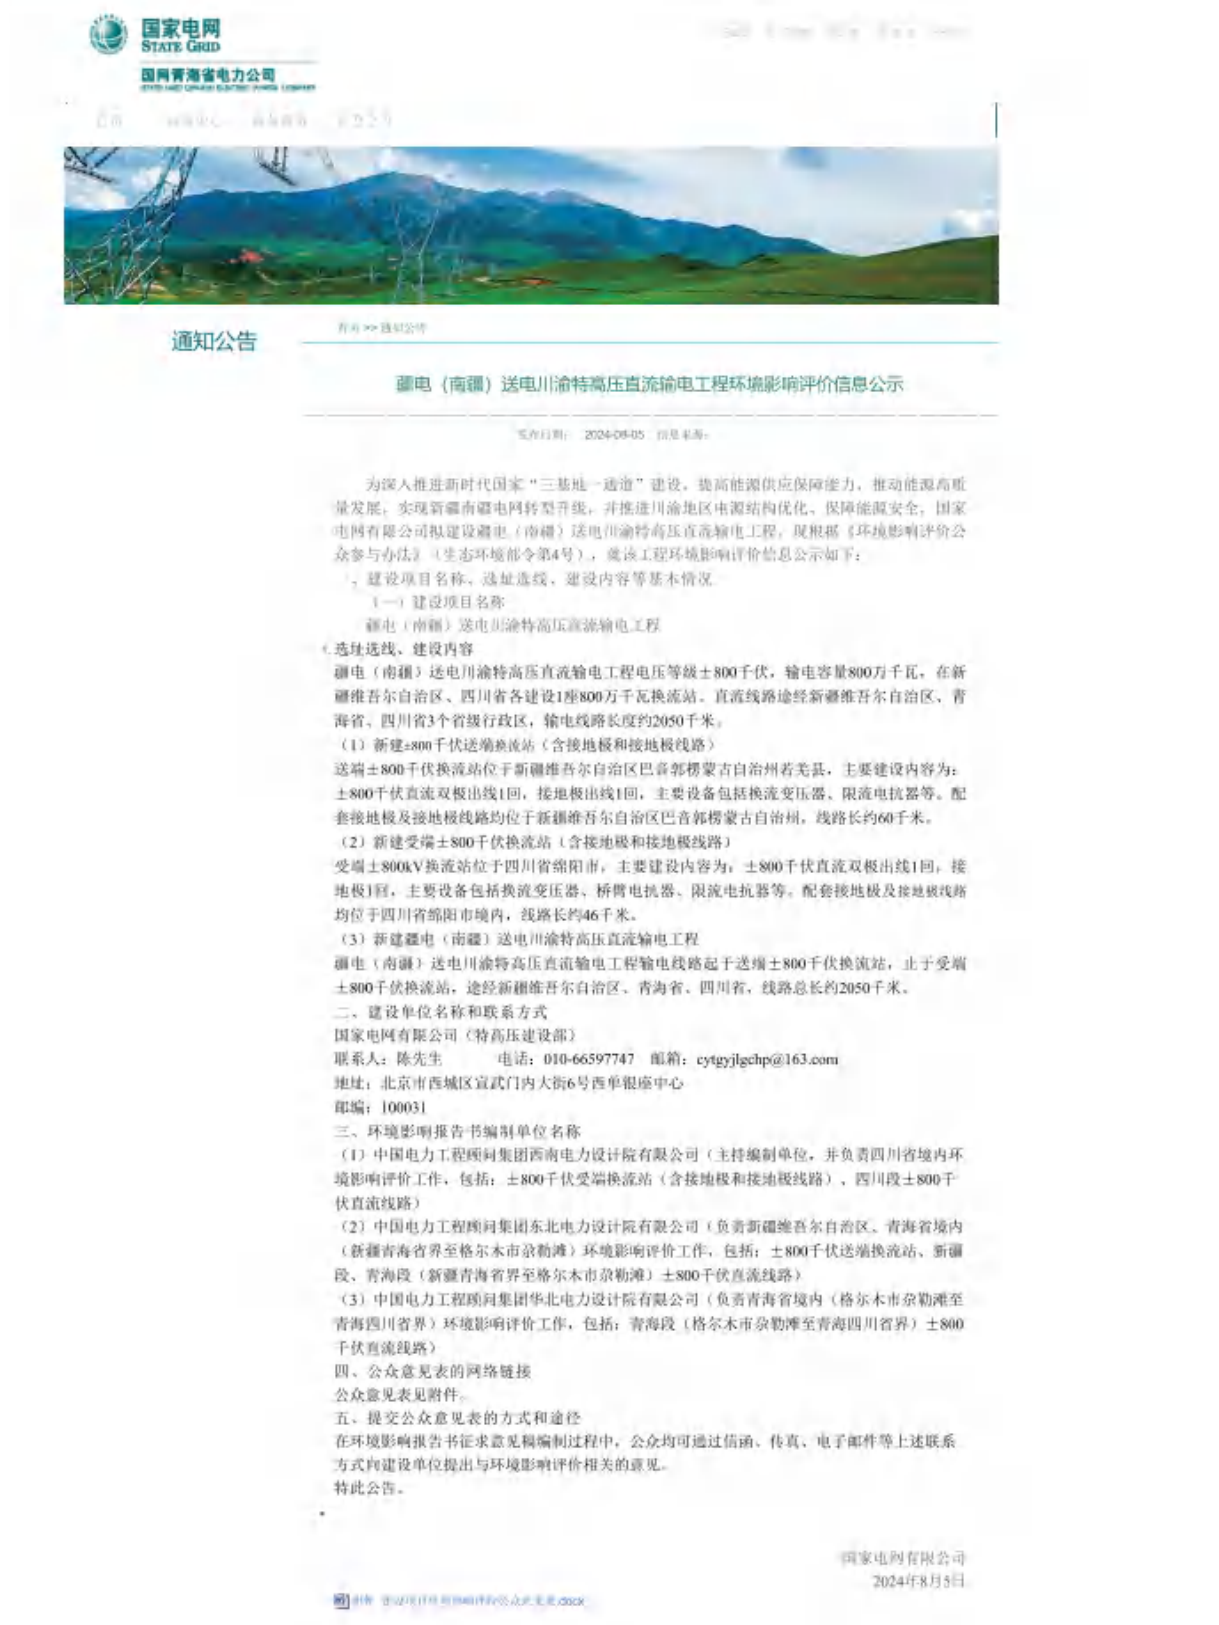 国家电网
STATE GRID
国网青海省电力公司
通知公告
首页 >> 通知公告
疆电（南疆）送电川渝特高压直流输电工程环境影响评价信息公示
发布日期： 2024-08-05 信息来源：
为深入推进新时代国家“三基地一通道”建设，提高能源供应保障能力，推动能源高质
量发展，实现新疆南疆电网转型升级，并推进川渝地区电源结构优化、保障能源安全，国家
电网有限公司拟建设疆电（南疆）送电川渝特高压直流输电工程，现根据《环境影响评价公
众参与办法》（生态环境部令第4号），就该工程环境影响评价信息公示如下：
、建设项目名称、选址选线、建设内容等基本情况
（一）建设项目名称
疆电（南疆）送电川渝特高压直流输电工程
选址选线、建设内容
疆电（南疆）送电川渝特高压直流输电工程电压等级±800千伏，输电容量800万千瓦，在新
疆维吾尔自治区、四川省各建设1座800万千瓦换流站。直流线路途经新疆维吾尔自治区、青
海省、四川省3个省级行政区，输电线路长度约2050千米。
（1）新建±800千伏送端换流站（含接地极和接地极线路）
送端±800千伏换流站位于新疆维吾尔自治区巴音郭楞蒙古自治州若羌县，主要建设内容为：
±800千伏直流双极出线1回，接地极出线1回，主要设备包括换流变压器、限流电抗器等。配
套接地极及接地极线路均位于新疆维吾尔自治区巴音郭楞蒙古自治州，线路长约60千米。
（2）新建受端±800千伏换流站（含接地极和接地极线路）
受端±800kV换流站位于四川省绵阳市，主要建设内容为：±800千伏直流双极出线1回，接
地极1回，主要设备包括换流变压器、桥臂电抗器、限流电抗器等。配套接地极及接地极线路
均位于四川省绵阳市境内，线路长约46千米。
（3）新建疆电（南疆）送电川渝特高压直流输电工程
疆电（南疆）送电川渝特高压直流输电工程输电线路起于送端±800千伏换流站，止于受端
±800千伏换流站，途经新疆维吾尔自治区、青海省、四川省，线路总长约2050千米。
二、建设单位名称和联系方式
国家电网有限公司（特高压建设部）
联系人：陈先生 电话：010-66597747 邮箱：cytgyjlgchp@163.com
地址：北京市西城区宣武门内大街6号西单银座中心
邮编：100031
三、环境影响报告书编制单位名称
（1）中国电力工程顾问集团西南电力设计院有限公司（主持编制单位，并负责四川省境内环
境影响评价工作，包括：±800千伏受端换流站（含接地极和接地极线路）、四川段±800千
伏直流线路）
（2）中国电力工程顾问集团东北电力设计院有限公司（负责新疆维吾尔自治区、青海省境内
（新疆青海省界至格尔木市尕勒滩）环境影响评价工作，包括：±800千伏送端换流站、新疆
段、青海段（新疆青海省界至格尔木市尕勒滩）±800千伏直流线路）
（3）中国电力工程顾问集团华北电力设计院有限公司（负责青海省境内（格尔木市尕勒滩至
青海四川省界）环境影响评价工作，包括：青海段（格尔木市尕勒滩至青海四川省界）±800
千伏直流线路）
四、公众意见表的网络链接
公众意见表见附件。
五、提交公众意见表的方式和途径
在环境影响报告书征求意见稿编制过程中，公众均可通过信函、传真、电子邮件等上述联系
方式向建设单位提出与环境影响评价相关的意见。
特此公告。
国家电网有限公司
2024年8月5日
.docx